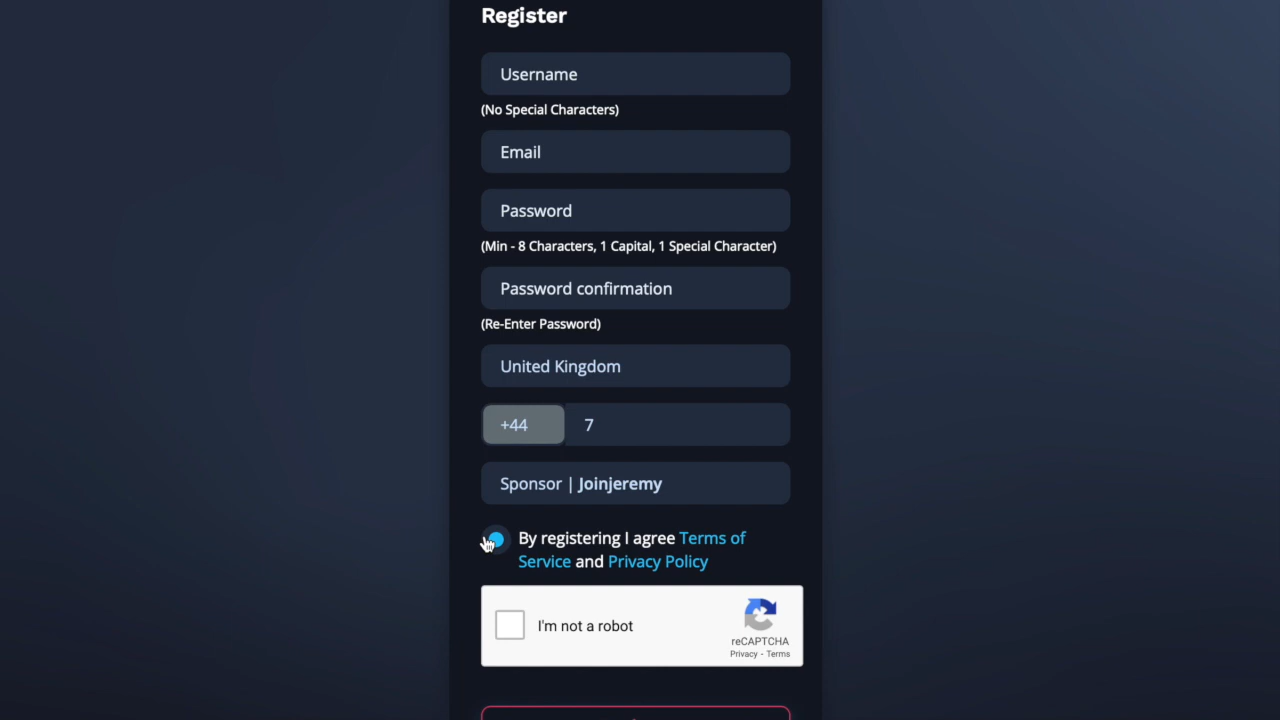 Register
Username
(No Special Characters)
Email
Password
(Min - 8 Characters, 1 Capital, 1 Special Character)
Password confirmation
(Re-Enter Password)
United Kingdom
+44 7
Sponsor | Joinjeremy
By registering I agree Terms of
Service and Privacy Policy
I'm not a robot
reCAPTCHA
Privacy - Terms